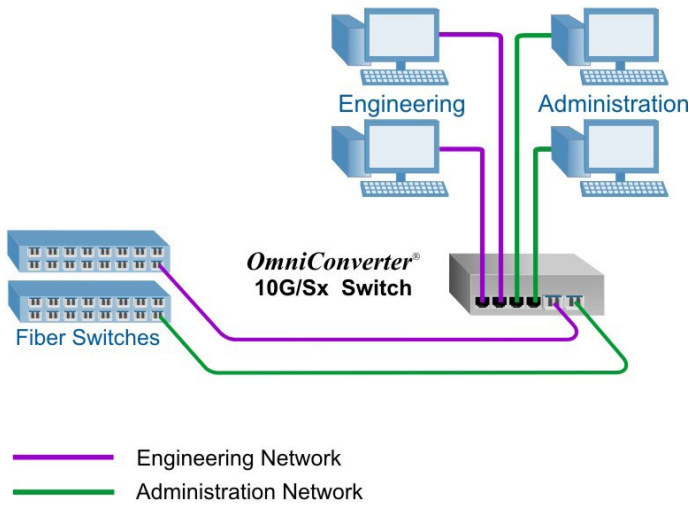 Engineering
Administration
OmniConverter®
10G/Sx Switch
Fiber Switches
Engineering Network
Administration Network